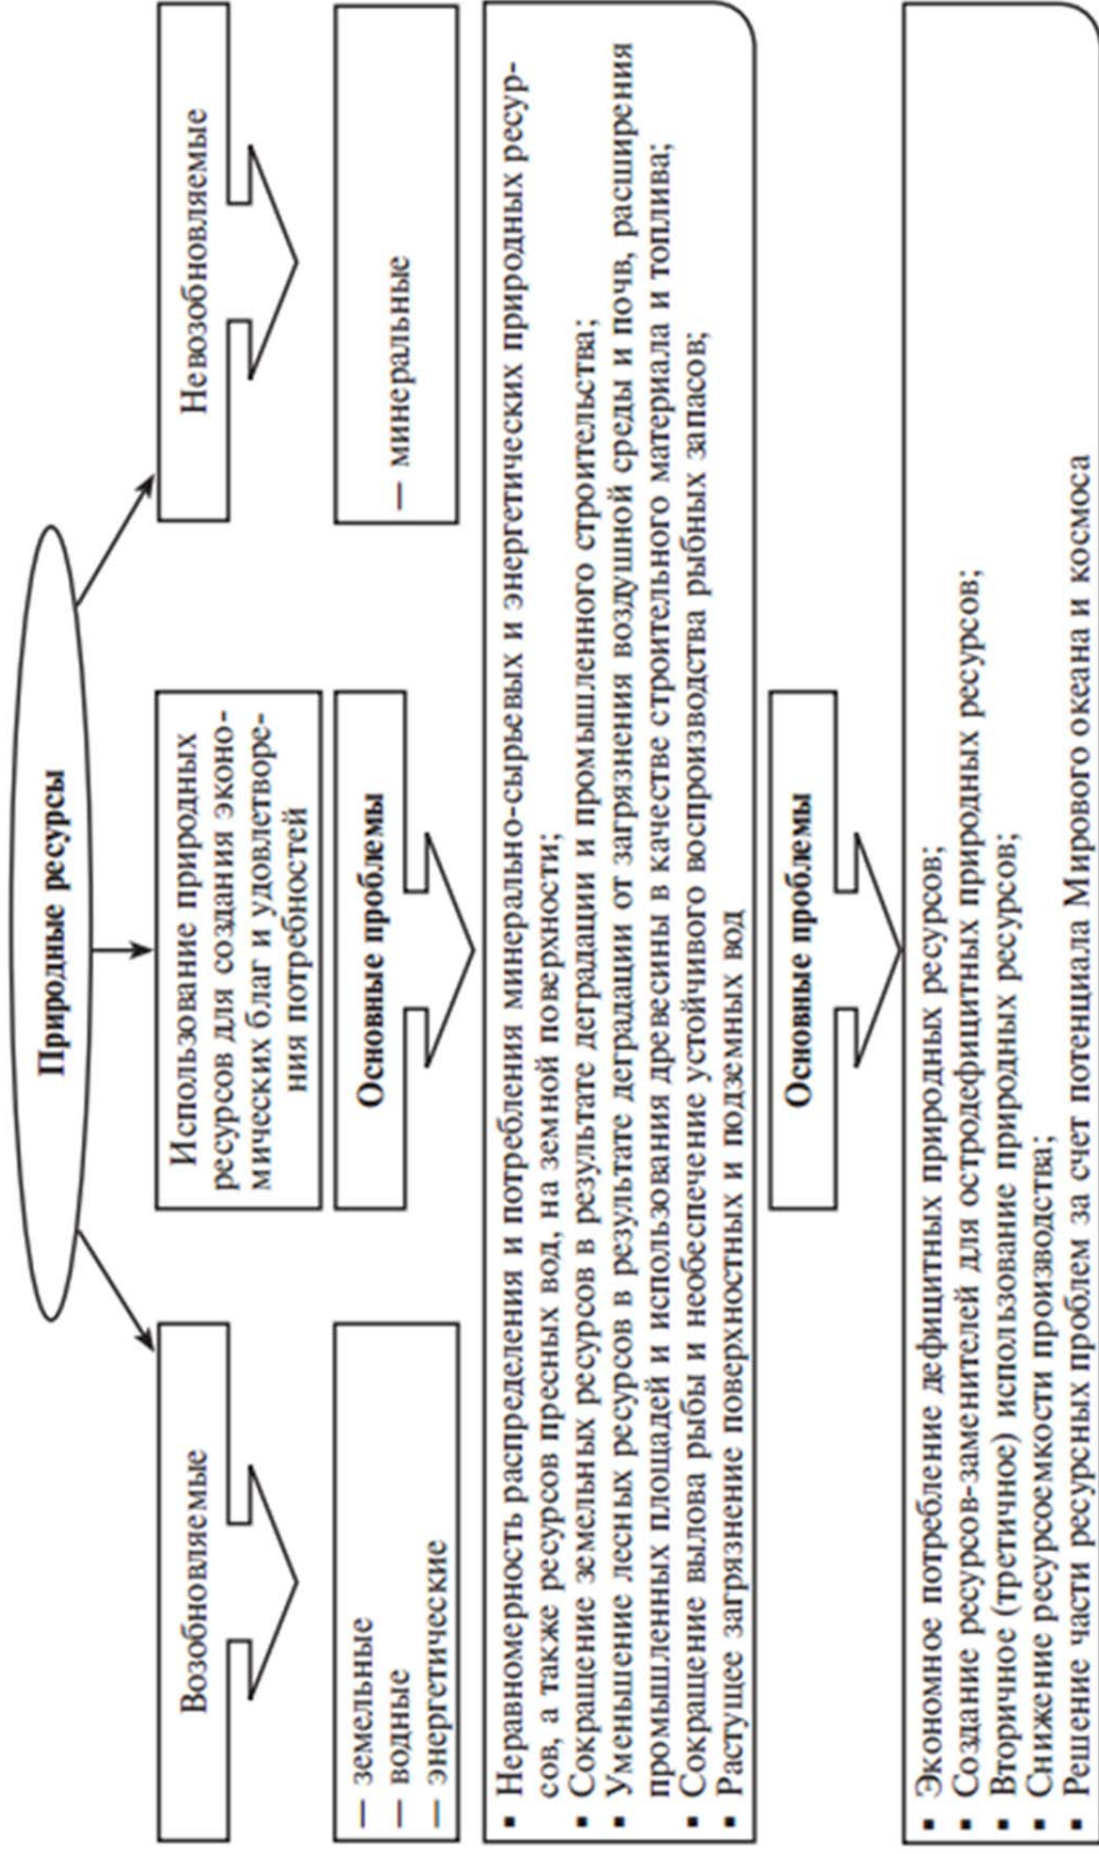 Природные ресурсы
Возобновляемые
Использование природных
ресурсов для создания эконо-
мических благ и удовлетворе-
ния потребностей
Невозобновляемые
— земельные
— водные
— энергетические
Основные проблемы
— минеральные
▪ Неравномерность распределения и потребления минерально-сырьевых и энергетических природных ресур-
сов, а также ресурсов пресных вод, на земной поверхности;
▪ Сокращение земельных ресурсов в результате деградации и промышленного строительства;
▪ Уменьшение лесных ресурсов в результате деградации от загрязнения воздушной среды и почв, расширения
промышленных площадей и использования древесины в качестве строительного материала и топлива;
▪ Сокращение вылова рыбы и необеспечение устойчивого воспроизводства рыбных запасов;
▪ Растущее загрязнение поверхностных и подземных вод
Основные проблемы
▪ Экономное потребление дефицитных природных ресурсов;
▪ Создание ресурсов-заменителей для остродефицитных природных ресурсов;
▪ Вторичное (третичное) использование природных ресурсов;
▪ Снижение ресурсоемкости производства;
▪ Решение части ресурсных проблем за счет потенциала Мирового океана и космоса